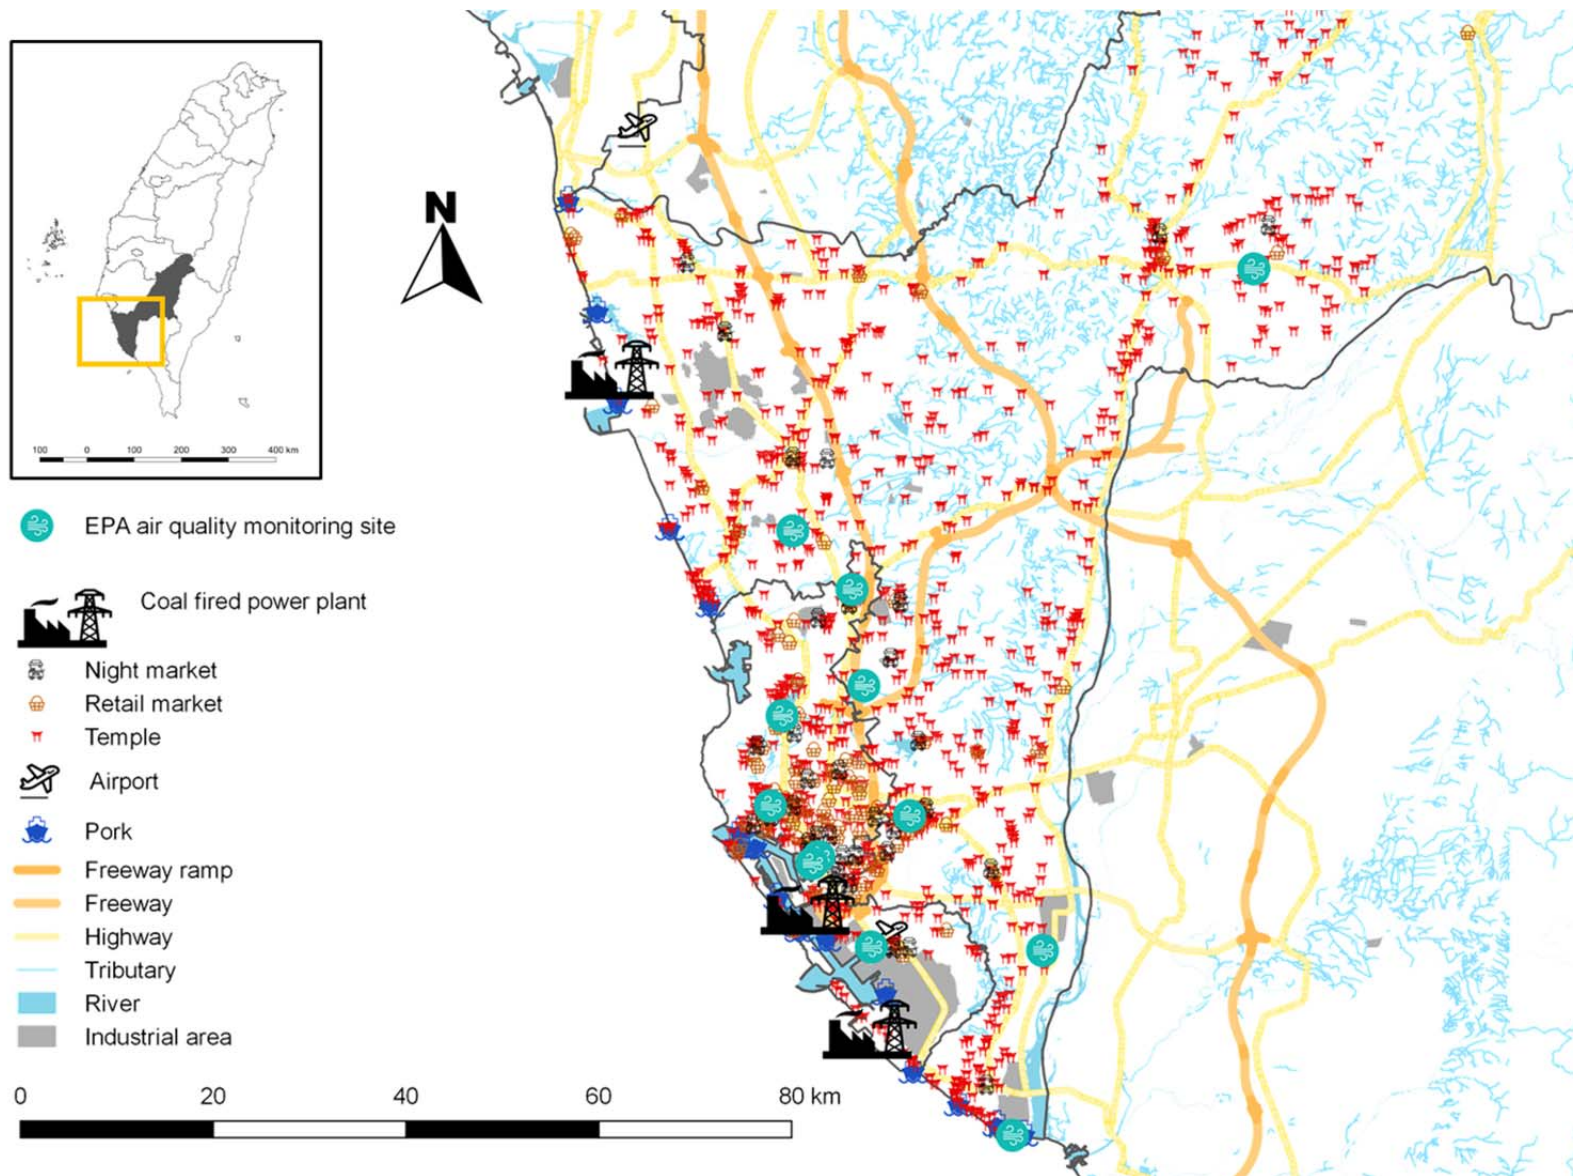 N
100 0 100 200 300 400 km
EPA air quality monitoring site
Coal fired power plant
Night market
Retail market
Temple
Airport
Pork
Freeway ramp
Freeway
Highway
Tributary
River
Industrial area
0 20 40 60 80 km